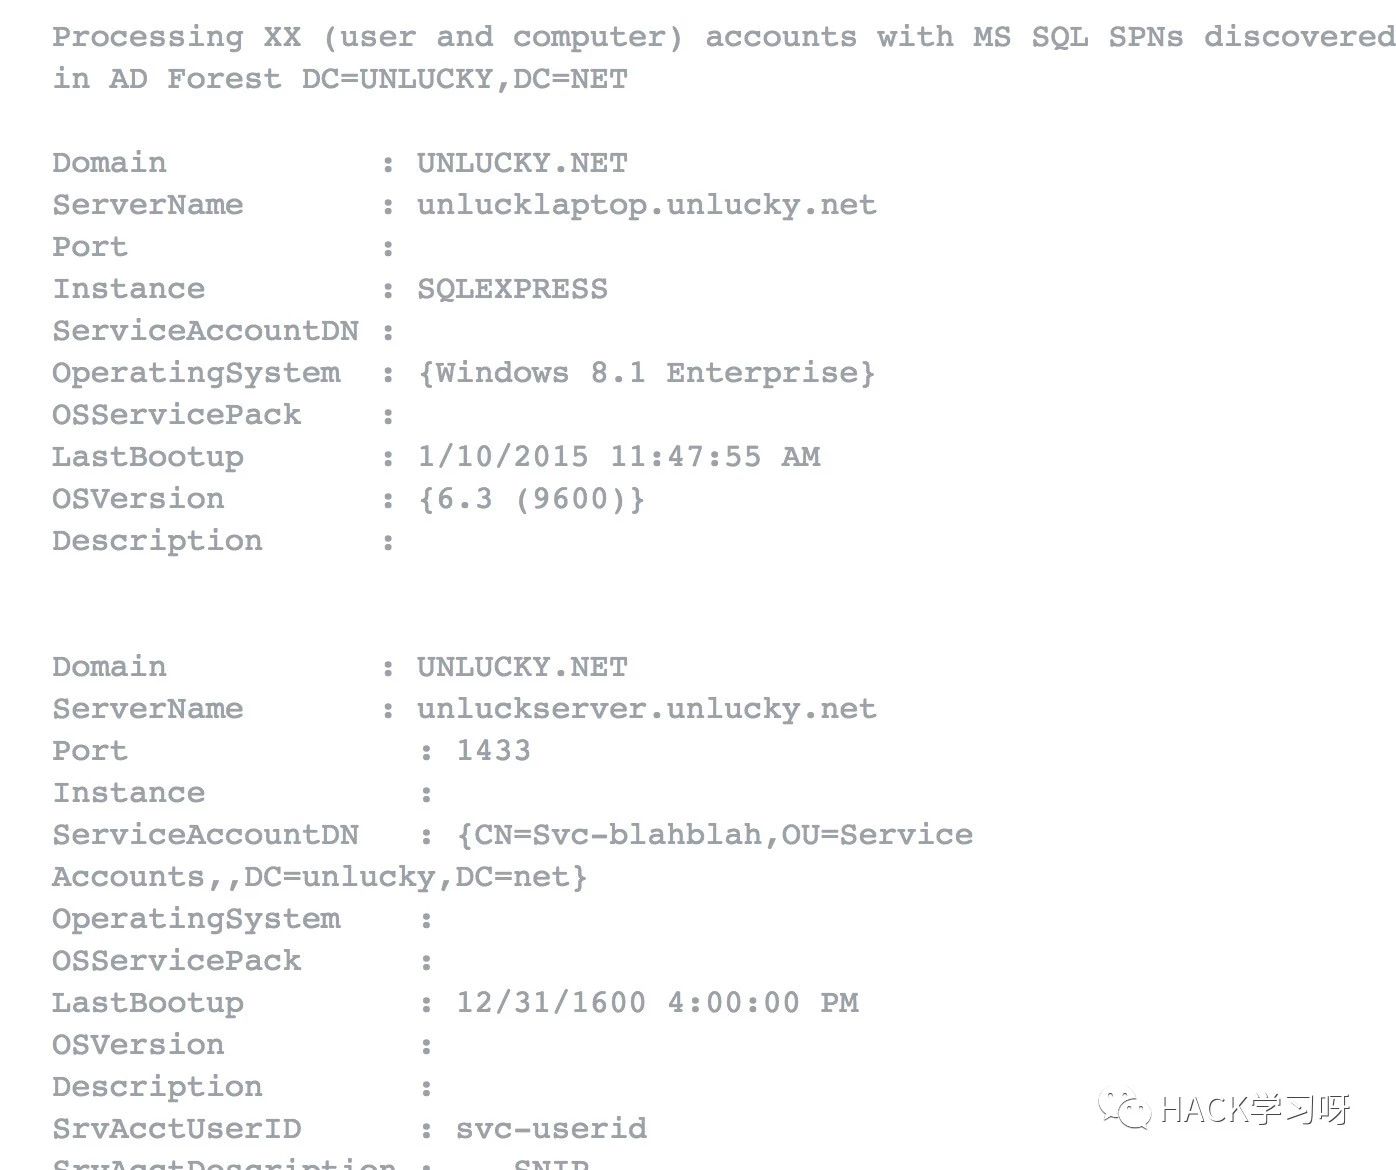 Processing XX (user and computer) accounts with MS SQL SPNs discovered
in AD Forest DC=UNLUCKY,DC=NET
Domain : UNLUCKY.NET
ServerName : unlucklaptop.unlucky.net
Port :
Instance : SQLEXPRESS
ServiceAccountDN :
OperatingSystem : {Windows 8.1 Enterprise}
OSServicePack :
LastBootup : 1/10/2015 11:47:55 AM
OSVersion : {6.3 (9600)}
Description :
Domain : UNLUCKY.NET
ServerName : unluckserver.unlucky.net
Port : 1433
Instance :
ServiceAccountDN : {CN=Svc-blahblah,OU=Service
Accounts,,DC=unlucky,DC=net}
OperatingSystem :
OSServicePack :
LastBootup : 12/31/1600 4:00:00 PM
OSVersion :
Description :
SrvAcctUserID : svc-userid
SrvAcctDescription : SNIP
HACK学习呀